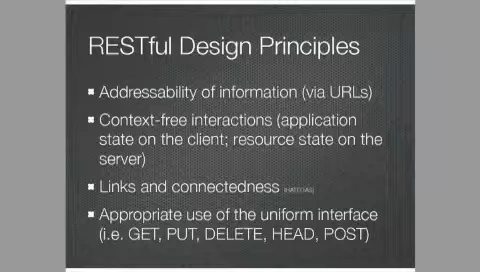 RESTful Design Principles
Addressability of information (via URLs)
Context-free interactions (application
state on the client; resource state on the
server)
Links and connectedness (HATEOAS)
Appropriate use of the uniform interface
(i.e. GET, PUT, DELETE, HEAD, POST)